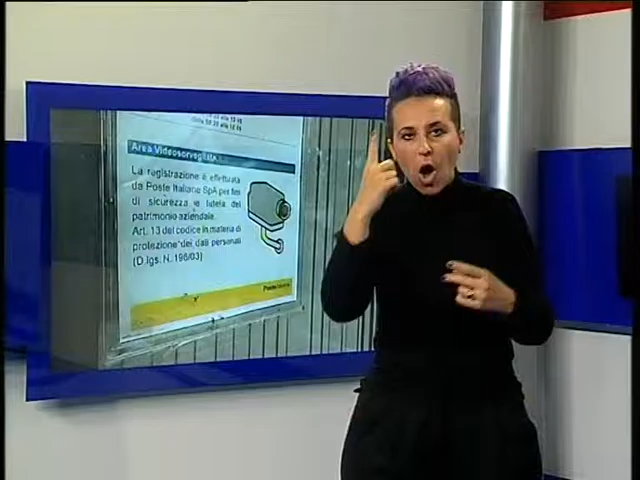 Area Videosorvegliata
La registrazione è effettuata
da Poste Italiane SpA per fini
di sicurezza e tutela del
patrimonio aziendale.
Art. 13 del codice in materia di
protezione dei dati personali
(D.lgs. N. 196/03)